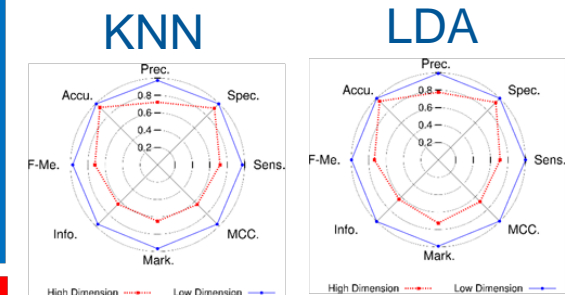 KNN
LDA
Prec.
Accu.
Spec.
0.8
0.6
0.4
0.2
F-Me.
Sens.
Info.
MCC.
Mark.
High Dimension
Low Dimension
Prec.
Accu.
Spec.
0.8
0.6
0.4
0.2
F-Me.
Sens.
Info.
MCC.
Mark.
High Dimension
Low Dimension